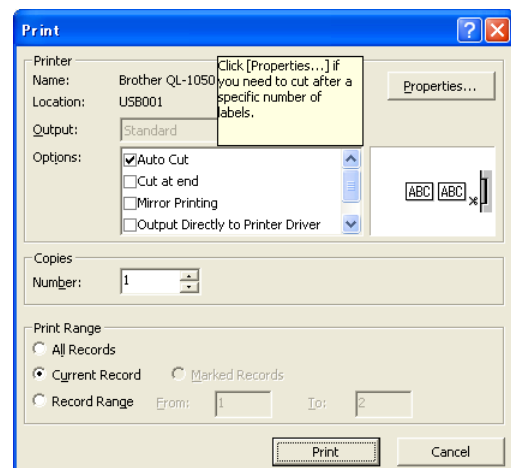 Print
Printer
Name: Brother QL-1050
Click [Properties...] if
you need to cut after a
specific number of
labels.
Properties...
Location: USB001
Output: Standard
Options:
Auto Cut
Cut at end
Mirror Printing
Output Directly to Printer Driver
ABC ABC
Copies
Number: 1
Print Range
All Records
Current Record Marked Records
Record Range From: 1 To: 2
Print Cancel